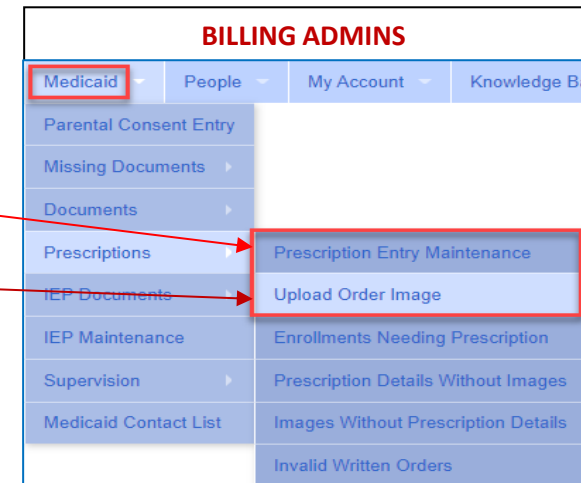 BILLING ADMINS
Medicaid People My Account Knowledge
Parental Consent Entry
Missing Documents
Documents
Prescriptions
IEP Documents
IEP Maintenance
Supervision
Medicaid Contact List
Prescription Entry Maintenance
Upload Order Image
Enrollments Needing Prescription
Prescription Details Without Images
Images Without Prescription Details
Invalid Written Orders